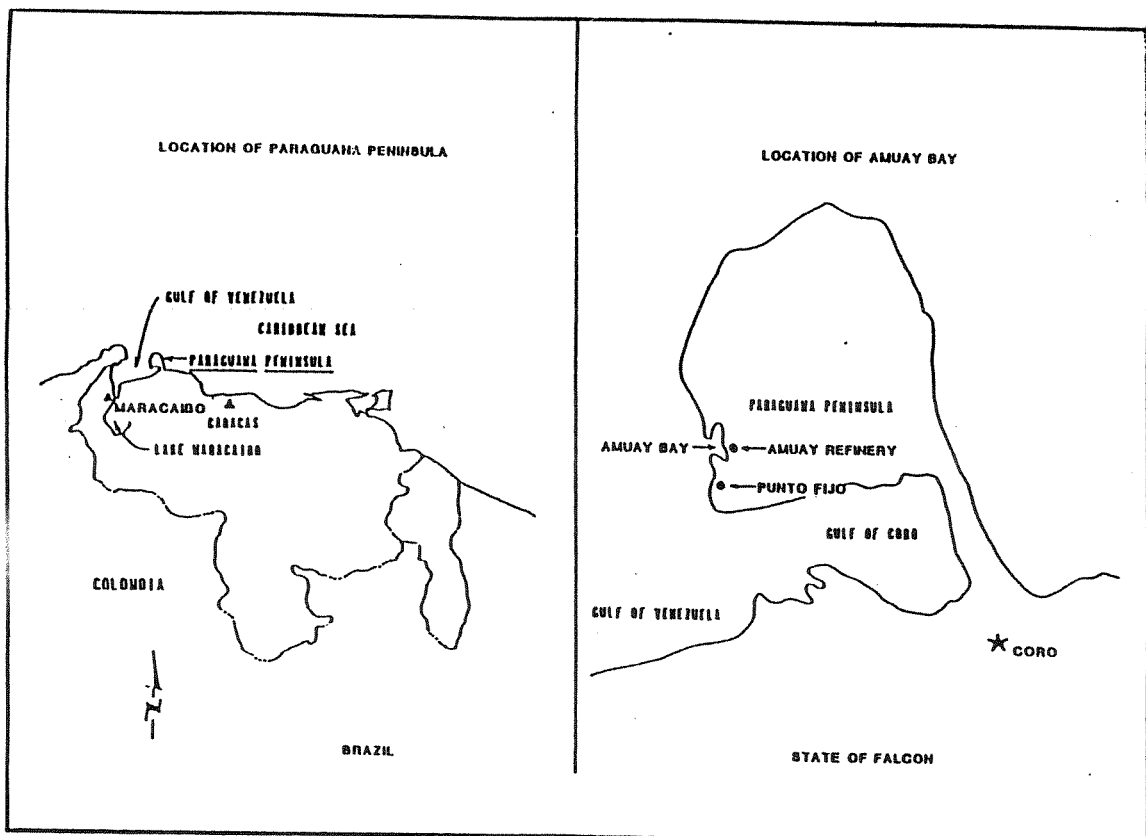 LOCATION OF PARAGUANA PENINSULA
GULF OF VENEZUELA
CARIBBEAN SEA
PARAGUANA PENINSULA
MARACAIBO
CARACAS
LAKE MARACAIBO
COLOMBIA
N
BRAZIL
LOCATION OF AMUAY BAY
PARAGUANA PENINSULA
AMUAY BAY
AMUAY REFINERY
PUNTO FIJO
GULF OF CORO
GULF OF VENEZUELA
CORO
STATE OF FALCON